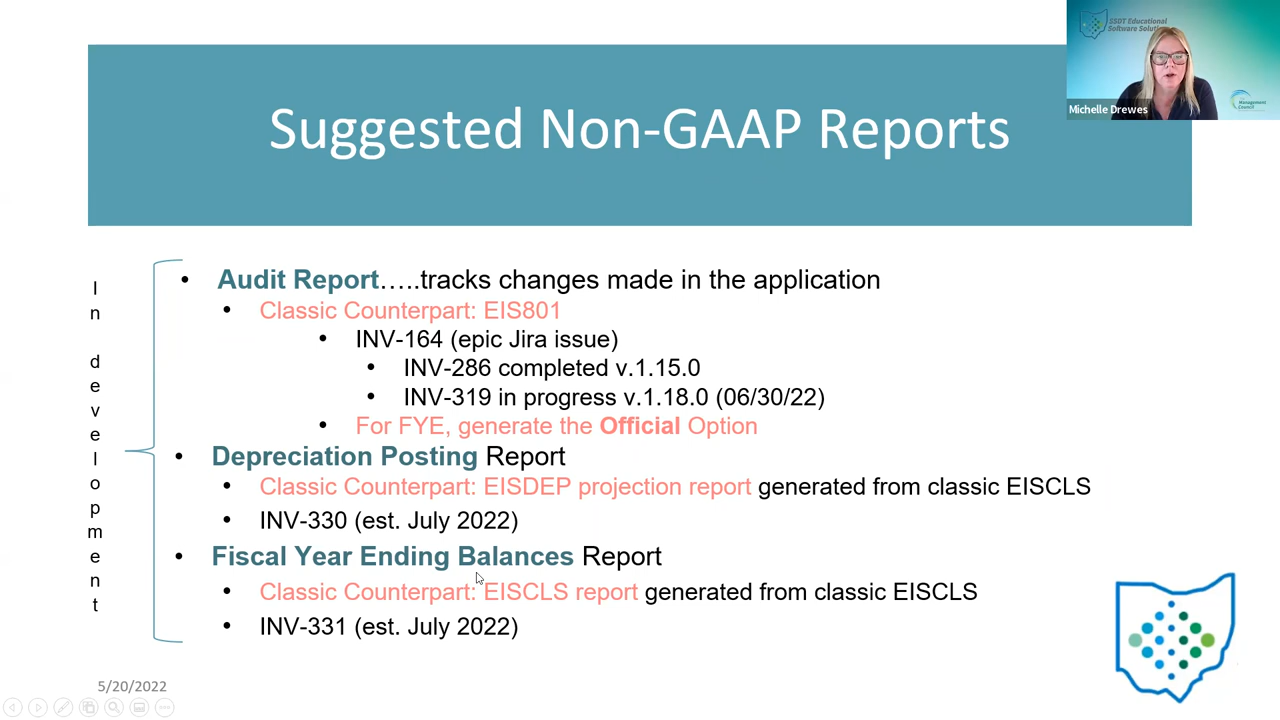 SSDT Educational
Software Solutions
Michelle Drewes
Management
Council
Suggested Non-GAAP Reports
In development
• Audit Report…..tracks changes made in the application
• Classic Counterpart: EIS801
• INV-164 (epic Jira issue)
• INV-286 completed v.1.15.0
• INV-319 in progress v.1.18.0 (06/30/22)
• For FYE, generate the Official Option
• Depreciation Posting Report
• Classic Counterpart: EISDEP projection report generated from classic EISCLS
• INV-330 (est. July 2022)
• Fiscal Year Ending Balances Report
• Classic Counterpart: EISCLS report generated from classic EISCLS
• INV-331 (est. July 2022)
5/20/2022